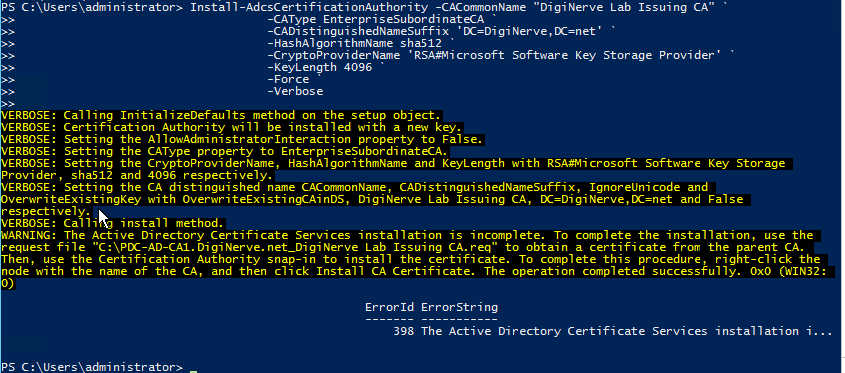 PS C:\Users\administrator> Install-AdcsCertificationAuthority -CACommonName "DigiNerve Lab Issuing CA" `
>> -CAType EnterpriseSubordinateCA `
>> -CADistinguishedNameSuffix 'DC=DigiNerve,DC=net' `
>> -HashAlgorithmName sha512 `
>> -CryptoProviderName 'RSA#Microsoft Software Key Storage Provider' `
>> -KeyLength 4096 `
>> -Force `
>> -Verbose
>>
VERBOSE: Calling InitializeDefaults method on the setup object.
VERBOSE: Certification Authority will be installed with a new key.
VERBOSE: Setting the AllowAdministratorInteraction property to False.
VERBOSE: Setting the CAType property to EnterpriseSubordinateCA.
VERBOSE: Setting the CryptoProviderName, HashAlgorithmName and KeyLength with RSA#Microsoft Software Key Storage
Provider, sha512 and 4096 respectively.
VERBOSE: Setting the CA distinguished name CACommonName, CADistinguishedNameSuffix, IgnoreUnicode and
OverwriteExistingKey with OverwriteExistingCAinDS, DigiNerve Lab Issuing CA, DC=DigiNerve,DC=net and False
respectively.
VERBOSE: Calling install method.
WARNING: The Active Directory Certificate Services installation is incomplete. To complete the installation, use the
request file "C:\PDC-AD-CA1.DigiNerve.net_DigiNerve Lab Issuing CA.req" to obtain a certificate from the parent CA.
Then, use the Certification Authority snap-in to install the certificate. To complete this procedure, right-click the
node with the name of the CA, and then click Install CA Certificate. The operation completed successfully. 0x0 (WIN32:
0)
ErrorId ErrorString
------- -----------
398 The Active Directory Certificate Services installation i...
PS C:\Users\administrator> _